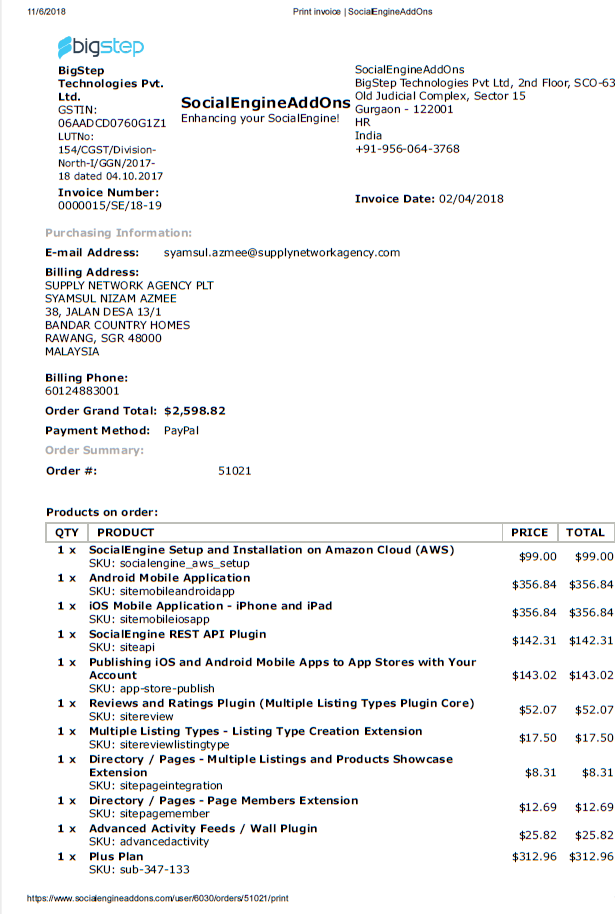 11/6/2018 Print invoice | SocialEngineAddOns
bigstep
BigStep
Technologies Pvt.
Ltd.
GSTIN:
06AADCD0760G1Z1
LUTNo:
154/CGST/Division-
North-I/GGN/2017-
18 dated 04.10.2017
SocialEngineAddOns
Enhancing your SocialEngine!
SocialEngineAddOns
BigStep Technologies Pvt Ltd, 2nd Floor, SCO-63
Old Judicial Complex, Sector 15
Gurgaon - 122001
HR
India
+91-956-064-3768
Invoice Number:
0000015/SE/18-19
Invoice Date: 02/04/2018
Purchasing Information:
E-mail Address: syamsul.azmee@supplynetworkagency.com
Billing Address:
SUPPLY NETWORK AGENCY PLT
SYAMSUL NIZAM AZMEE
38, JALAN DESA 13/1
BANDAR COUNTRY HOMES
RAWANG, SGR 48000
MALAYSIA
Billing Phone:
60124883001
Order Grand Total: $2,598.82
Payment Method: PayPal
Order Summary:
Order #: 51021
Products on order:
QTY PRODUCT PRICE TOTAL
1 x SocialEngine Setup and Installation on Amazon Cloud (AWS) $99.00 $99.00
SKU: socialengine_aws_setup
1 x Android Mobile Application $356.84 $356.84
SKU: sitemobileandroidapp
1 x iOS Mobile Application - iPhone and iPad $356.84 $356.84
SKU: sitemobileiosapp
1 x SocialEngine REST API Plugin $142.31 $142.31
SKU: siteapi
1 x Publishing iOS and Android Mobile Apps to App Stores with Your
Account $143.02 $143.02
SKU: app-store-publish
1 x Reviews and Ratings Plugin (Multiple Listing Types Plugin Core) $52.07 $52.07
SKU: sitereview
1 x Multiple Listing Types - Listing Type Creation Extension $17.50 $17.50
SKU: sitereviewlistingtype
1 x Directory / Pages - Multiple Listings and Products Showcase
Extension $8.31 $8.31
SKU: sitepageintegration
1 x Directory / Pages - Page Members Extension $12.69 $12.69
SKU: sitepagemember
1 x Advanced Activity Feeds / Wall Plugin $25.82 $25.82
SKU: advancedactivity
1 x Plus Plan $312.96 $312.96
SKU: sub-347-133
https://www.socialengineaddons.com/user/6030/orders/51021/print